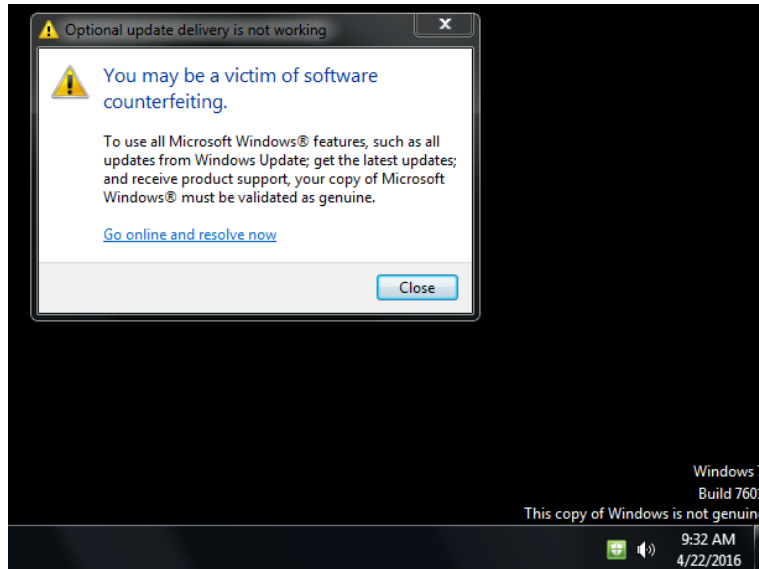 Optional update delivery is not working
You may be a victim of software
counterfeiting.
To use all Microsoft Windows® features, such as all
updates from Windows Update; get the latest updates;
and receive product support, your copy of Microsoft
Windows® must be validated as genuine.
Go online and resolve now
Close
Windows
Build 760
This copy of Windows is not genuin
9:32 AM
4/22/2016